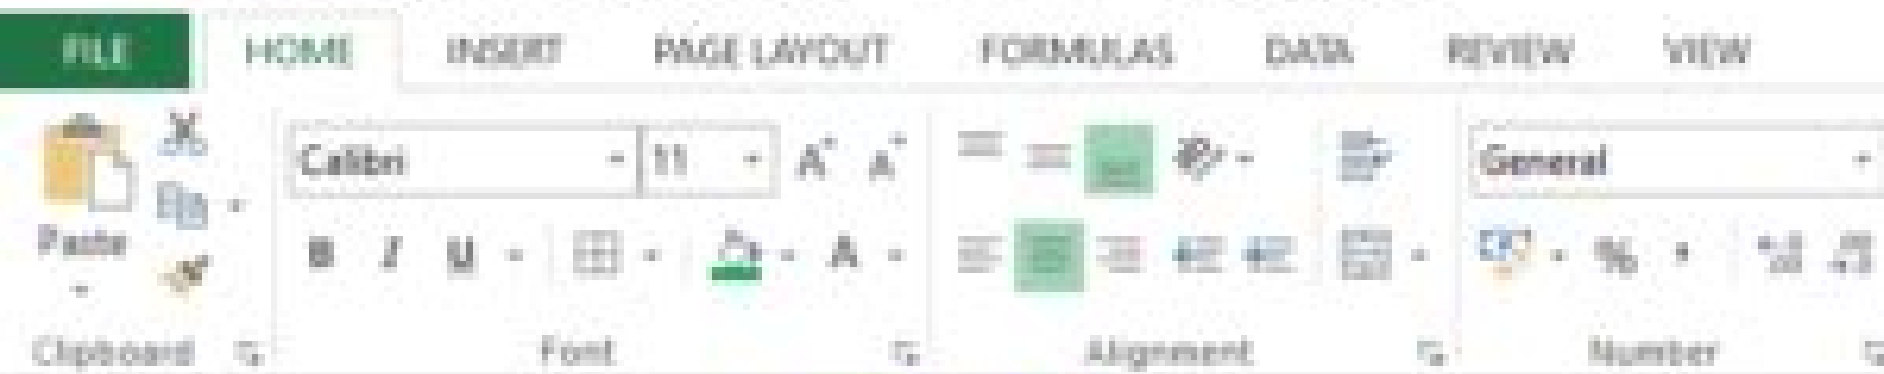 FILE HOME INSERT PAGE LAYOUT FORMULAS DATA REVIEW VIEW
Calibri 11 A A General
Paste B I U A % ,
Clipboard Font Alignment Number